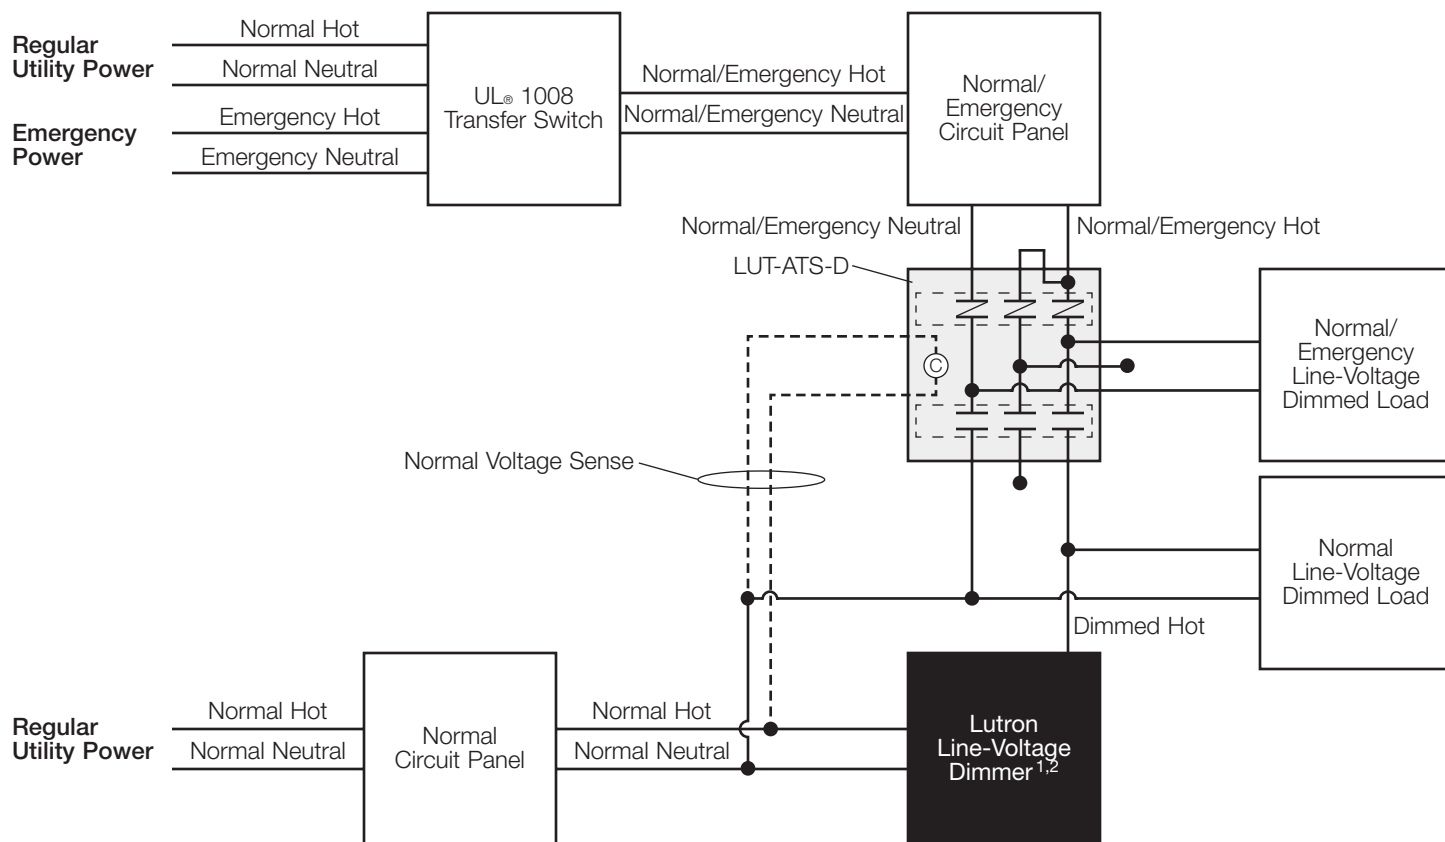 Regular
Utility Power
Normal Hot
Normal Neutral
Emergency
Power
Emergency Hot
Emergency Neutral
UL® 1008
Transfer Switch
Normal/Emergency Hot
Normal/Emergency Neutral
Normal/
Emergency
Circuit Panel
Normal/Emergency Neutral
Normal/Emergency Hot
LUT-ATS-D
C
Normal/
Emergency
Line-Voltage
Dimmed Load
Normal Voltage Sense
Normal
Line-Voltage
Dimmed Load
Dimmed Hot
Regular
Utility Power
Normal Hot
Normal Neutral
Normal
Circuit Panel
Normal Hot
Normal Neutral
Lutron
Line-Voltage
Dimmer 1,2